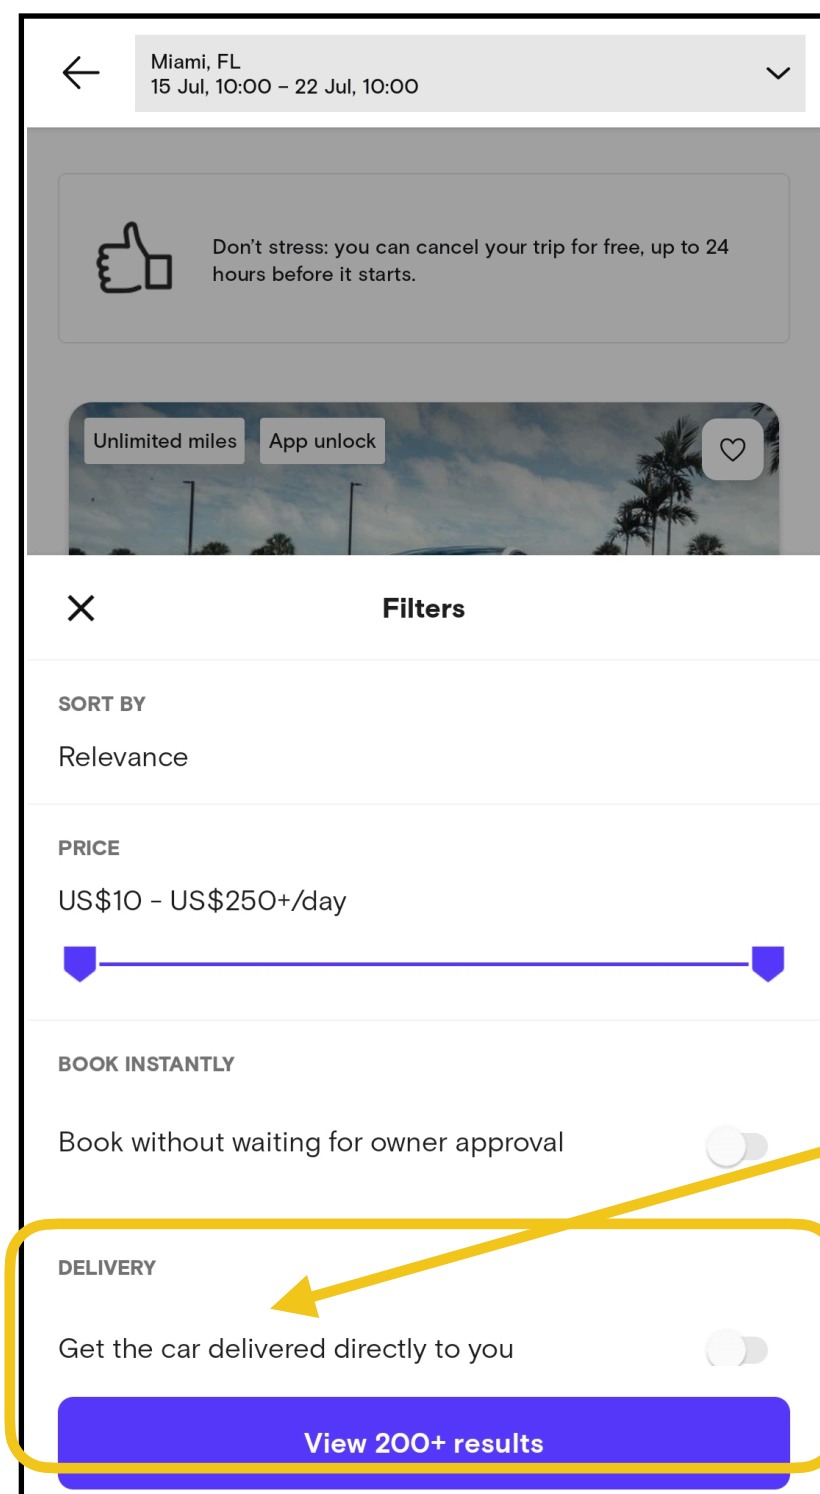 Miami, FL
15 Jul, 10:00 – 22 Jul, 10:00
Don't stress: you can cancel your trip for free, up to 24
hours before it starts.
Unlimited miles
App unlock
Filters
SORT BY
Relevance
PRICE
US$10 - US$250+/day
BOOK INSTANTLY
Book without waiting for owner approval
DELIVERY
Get the car delivered directly to you
View 200+ results